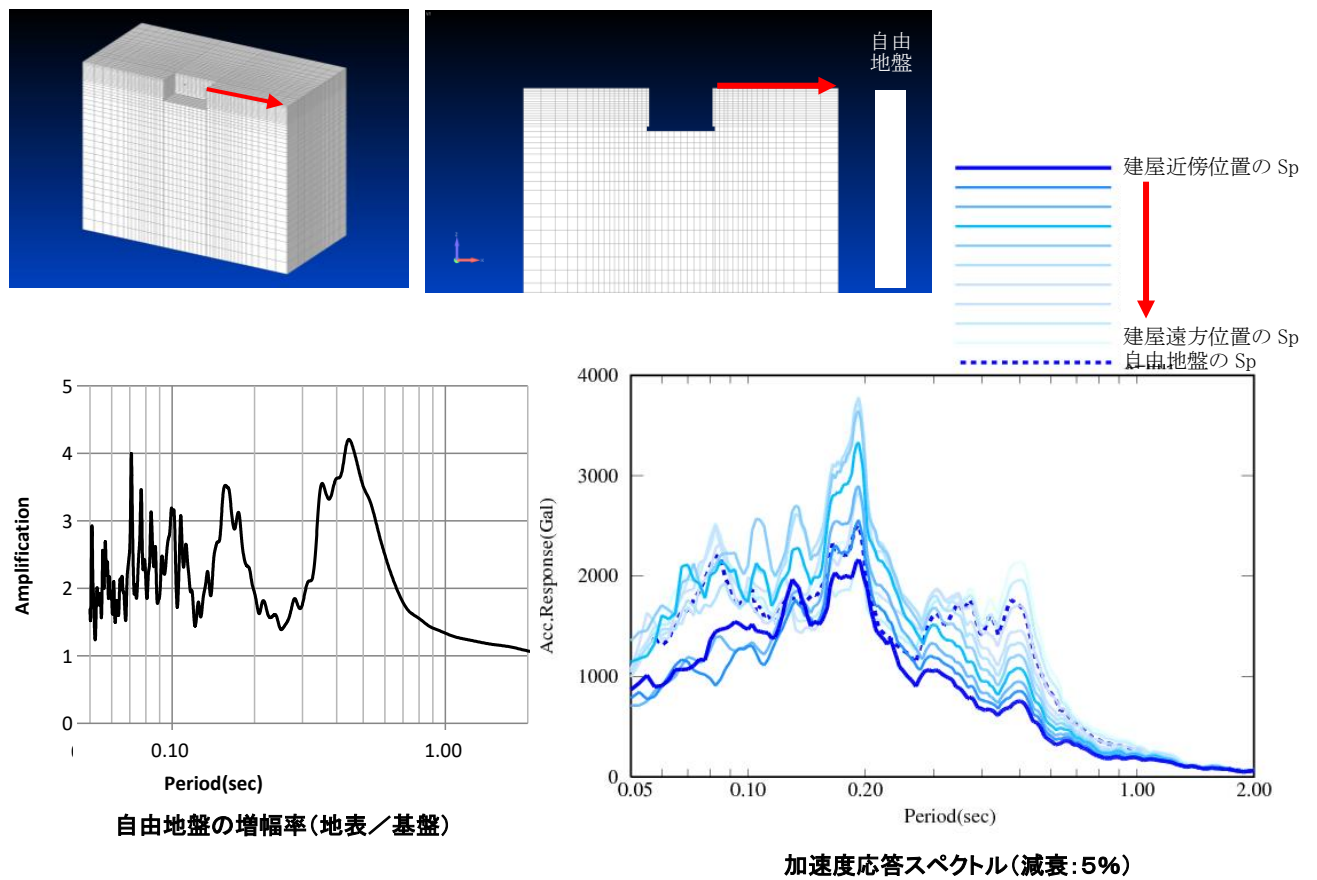 自由
地盤
建屋近傍位置の Sp
建屋遠方位置の Sp
自由地盤の Sp
5
4
3
2
1
0
Amplification
0.10
1.00
Period(sec)
自由地盤の増幅率(地表/基盤)
4000
3000
2000
1000
0
Acc.Response(Gal)
0.05
0.10
0.20
1.00
2.00
Period(sec)
加速度応答スペクトル(減衰:5%)